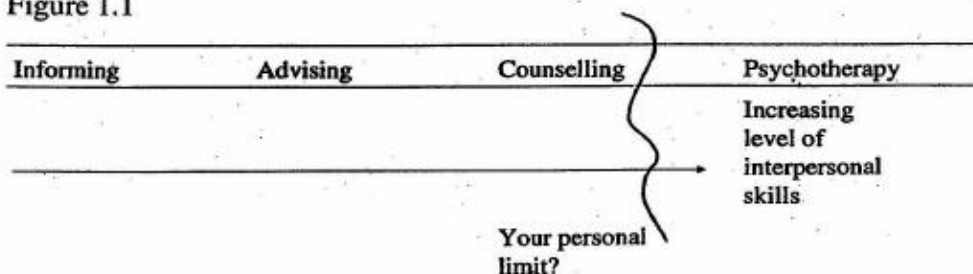 Figure 1.1
Informing Advising Counselling Psychotherapy
Increasing
level of
interpersonal
skills
Your personal
limit?